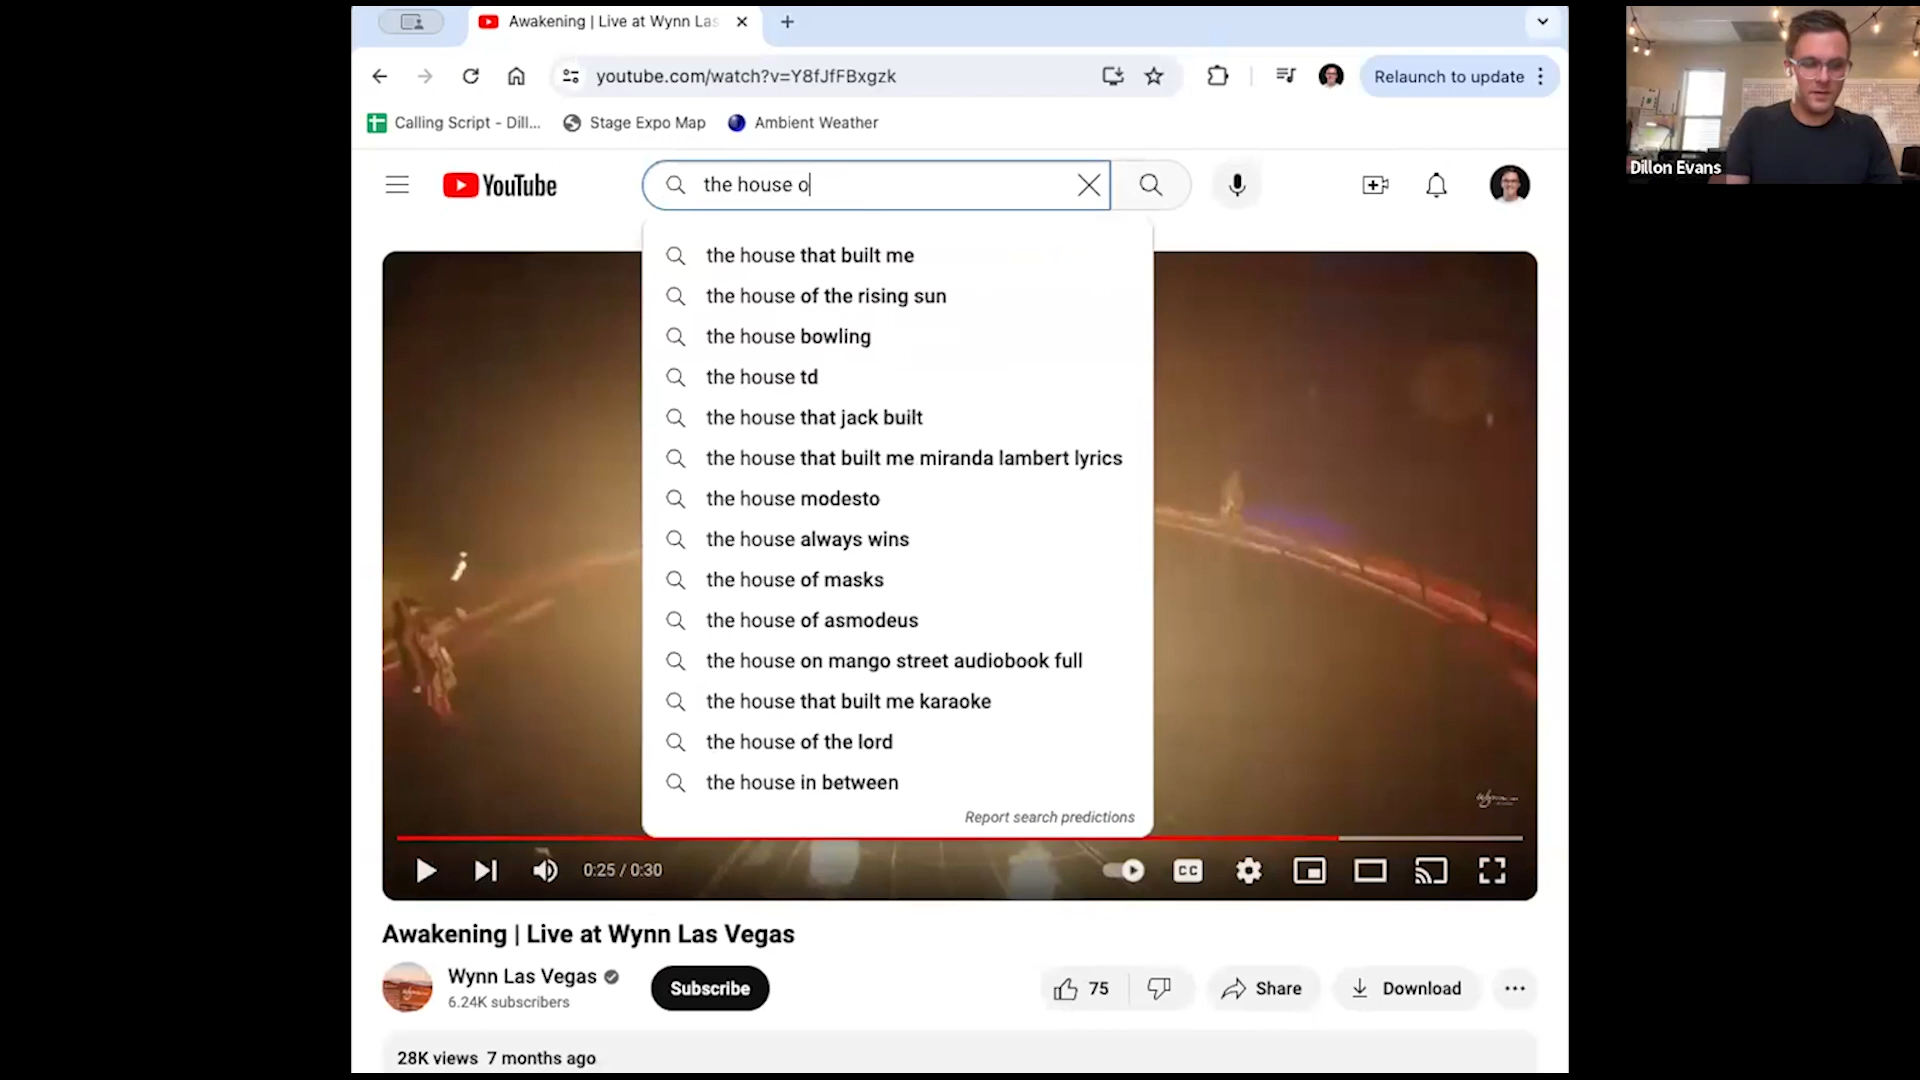 Awakening | Live at Wynn Las
youtube.com/watch?v=Y8fJfFBxgzk
Relaunch to update
Calling Script - Dill...
Stage Expo Map
Ambient Weather
YouTube
the house o
the house that built me
the house of the rising sun
the house bowling
the house td
the house that jack built
the house that built me miranda lambert lyrics
the house modesto
the house always wins
the house of masks
the house of asmodeus
the house on mango street audiobook full
the house that built me karaoke
the house of the lord
the house in between
Report search predictions
0:25 / 0:30
CC
Awakening | Live at Wynn Las Vegas
Wynn Las Vegas
6.24K subscribers
Subscribe
75
Share
Download
28K views 7 months ago
Dillon Evans